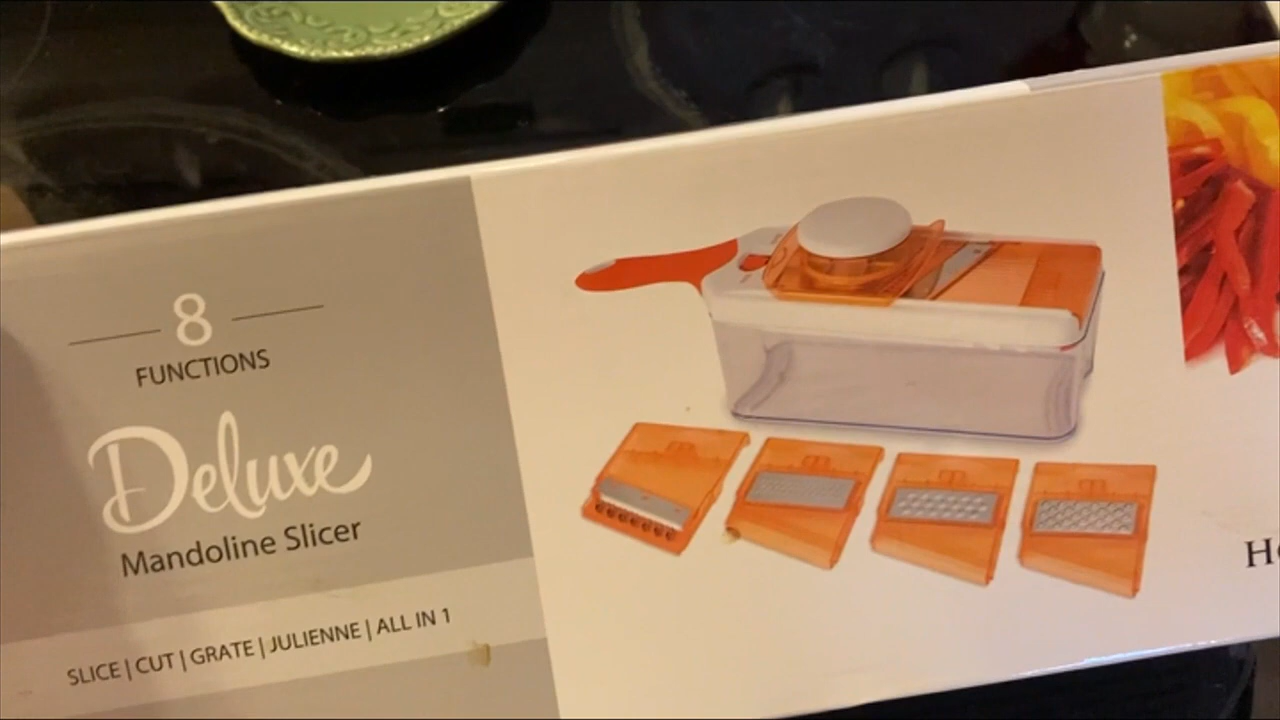 8
FUNCTIONS
Deluxe
Mandoline Slicer
SLICE | CUT | GRATE | JULIENNE | ALL IN 1